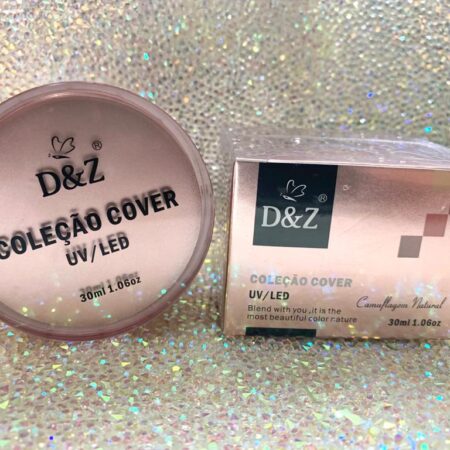 D&Z®
COLEÇÃO COVER
UV/LED
30ml 1.06oz
D&Z®
COLEÇÃO COVER
UV/LED
Blend with you ,it is the
most beautiful color nature
Camuflagem Natural
30ml 1.06oz